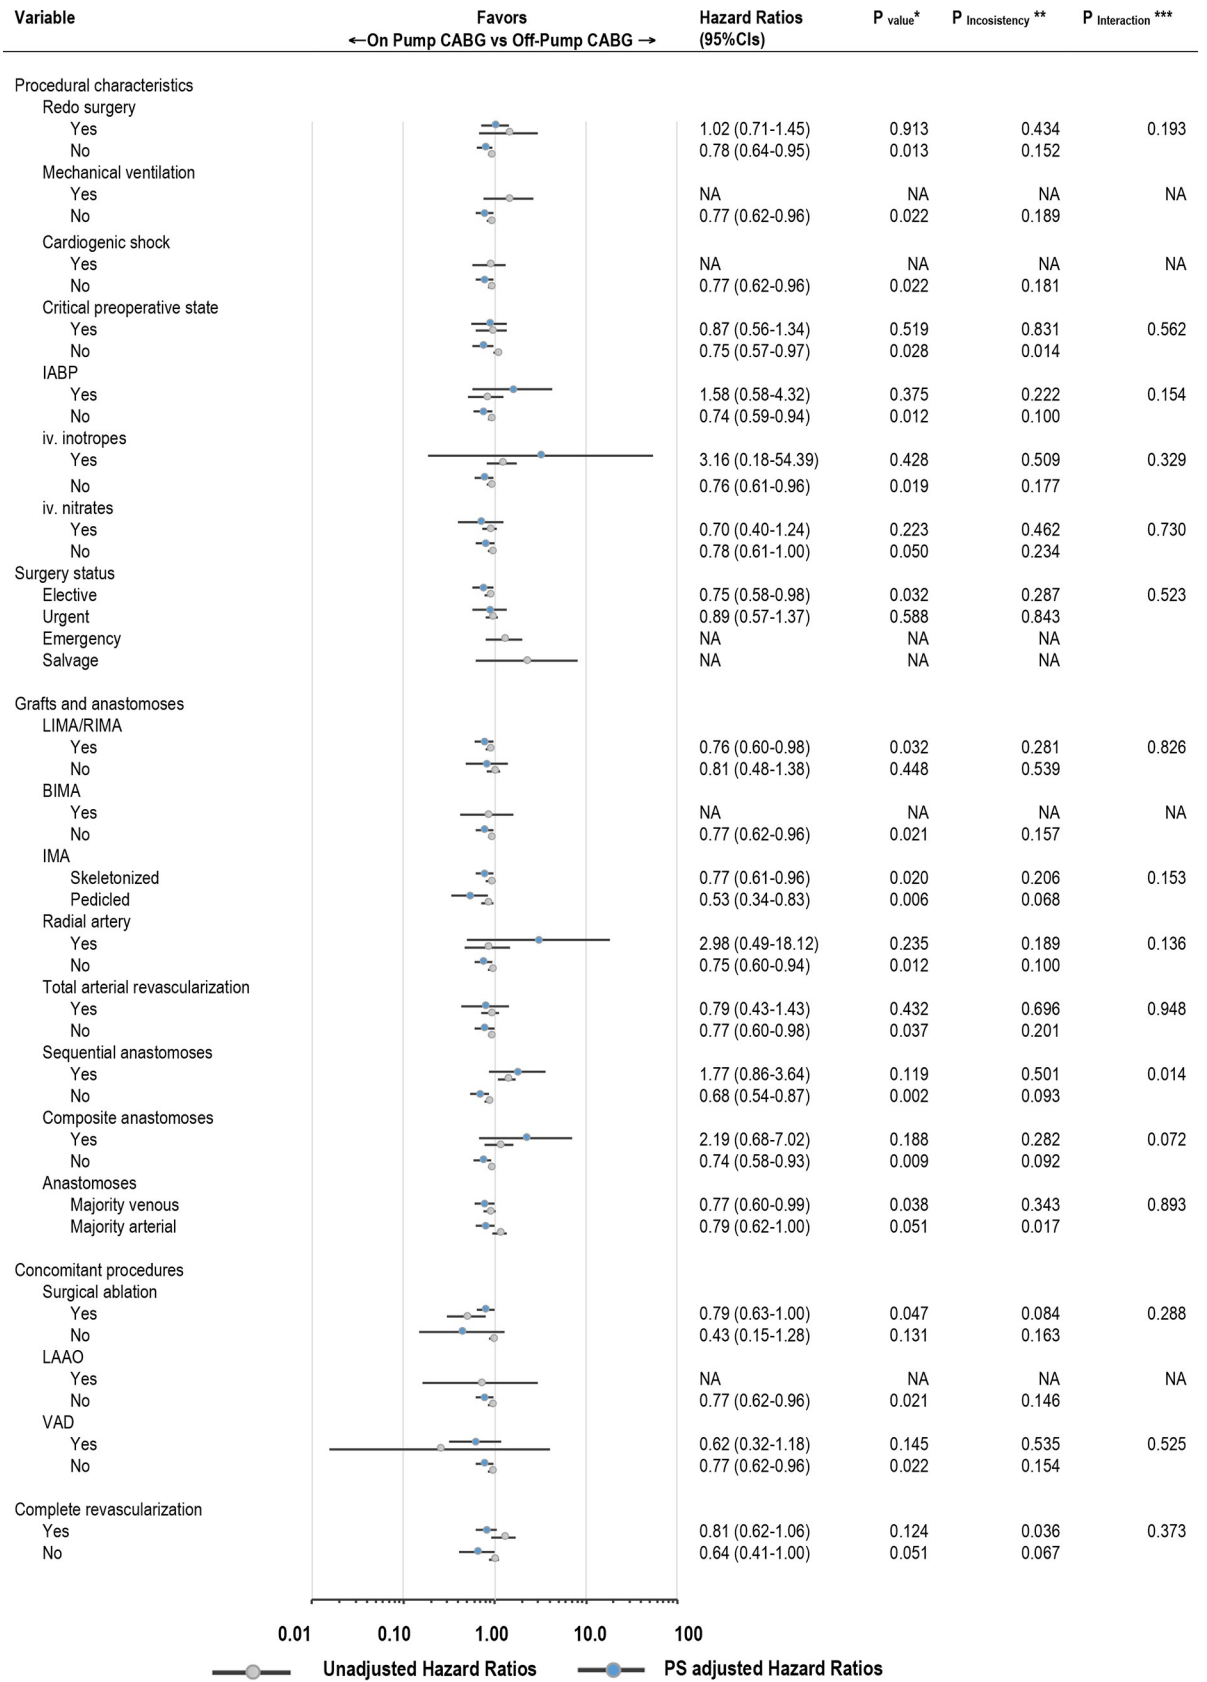 Variable Favors Hazard Ratios P value* P Incosistency ** P Interaction ***
←On Pump CABG vs Off-Pump CABG → (95%CIs)
Procedural characteristics
Redo surgery
Yes 1.02 (0.71-1.45) 0.913 0.434 0.193
No 0.78 (0.64-0.95) 0.013 0.152
Mechanical ventilation
Yes NA NA NA NA
No 0.77 (0.62-0.96) 0.022 0.189
Cardiogenic shock
Yes NA NA NA NA
No 0.77 (0.62-0.96) 0.022 0.181
Critical preoperative state
Yes 0.87 (0.56-1.34) 0.519 0.831 0.562
No 0.75 (0.57-0.97) 0.028 0.014
IABP
Yes 1.58 (0.58-4.32) 0.375 0.222 0.154
No 0.74 (0.59-0.94) 0.012 0.100
iv. inotropes
Yes 3.16 (0.18-54.39) 0.428 0.509 0.329
No 0.76 (0.61-0.96) 0.019 0.177
iv. nitrates
Yes 0.70 (0.40-1.24) 0.223 0.462 0.730
No 0.78 (0.61-1.00) 0.050 0.234
Surgery status
Elective 0.75 (0.58-0.98) 0.032 0.287 0.523
Urgent 0.89 (0.57-1.37) 0.588 0.843
Emergency NA NA NA
Salvage NA NA NA
Grafts and anastomoses
LIMA/RIMA
Yes 0.76 (0.60-0.98) 0.032 0.281 0.826
No 0.81 (0.48-1.38) 0.448 0.539
BIMA
Yes NA NA NA NA
No 0.77 (0.62-0.96) 0.021 0.157
IMA
Skeletonized 0.77 (0.61-0.96) 0.020 0.206 0.153
Pedicled 0.53 (0.34-0.83) 0.006 0.068
Radial artery
Yes 2.98 (0.49-18.12) 0.235 0.189 0.136
No 0.75 (0.60-0.94) 0.012 0.100
Total arterial revascularization
Yes 0.79 (0.43-1.43) 0.432 0.696 0.948
No 0.77 (0.60-0.98) 0.037 0.201
Sequential anastomoses
Yes 1.77 (0.86-3.64) 0.119 0.501 0.014
No 0.68 (0.54-0.87) 0.002 0.093
Composite anastomoses
Yes 2.19 (0.68-7.02) 0.188 0.282 0.072
No 0.74 (0.58-0.93) 0.009 0.092
Anastomoses
Majority venous 0.77 (0.60-0.99) 0.038 0.343 0.893
Majority arterial 0.79 (0.62-1.00) 0.051 0.017
Concomitant procedures
Surgical ablation
Yes 0.79 (0.63-1.00) 0.047 0.084 0.288
No 0.43 (0.15-1.28) 0.131 0.163
LAAO
Yes NA NA NA NA
No 0.77 (0.62-0.96) 0.021 0.146
VAD
Yes 0.62 (0.32-1.18) 0.145 0.535 0.525
No 0.77 (0.62-0.96) 0.022 0.154
Complete revascularization
Yes 0.81 (0.62-1.06) 0.124 0.036 0.373
No 0.64 (0.41-1.00) 0.051 0.067
0.01 0.10 1.00 10.0 100
Unadjusted Hazard Ratios PS adjusted Hazard Ratios